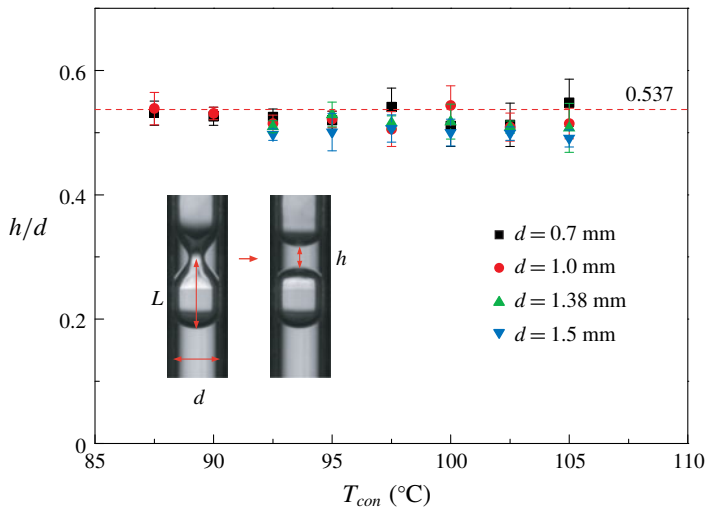 0.6
0.537
0.4
h/d
0.2
0
L
h
d
d = 0.7 mm
d = 1.0 mm
d = 1.38 mm
d = 1.5 mm
85 90 95 100 105 110
T_con (°C)